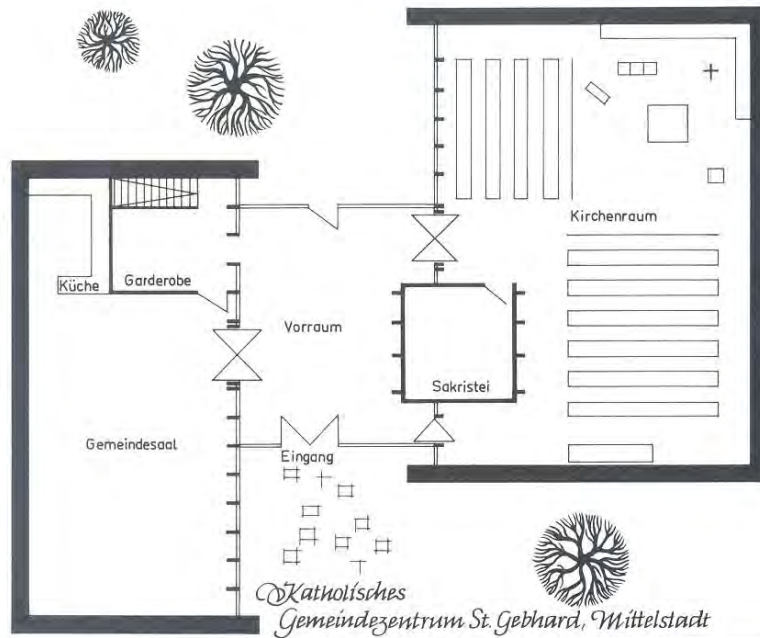 Kirchenraum
Küche
Garderobe
Vorraum
Sakristei
Gemeindesaal
Eingang
Katholisches
Gemeindezentrum St. Gebhard, Mittelstadt